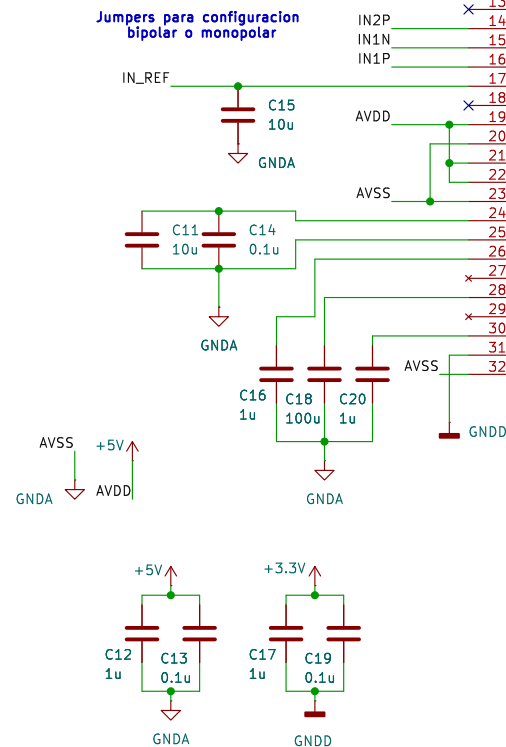 Jumpers para configuracion
bipolar o monopolar
13
IN2P 14
IN1N 15
IN1P 16
IN_REF 17
18
C15
10u
GNDA
AVDD 19
20
21
22
AVSS 23
24
C11 C14
10u 0.1u
25
26
27
28
29
30
31
GNDA
AVSS 32
C16 C18 C20
1u 100u 1u
GNDD
AVSS +5V
GNDA AVDD
GNDA
+5V +3.3V
C12 C13 C17 C19
1u 0.1u 1u 0.1u
GNDA GNDD